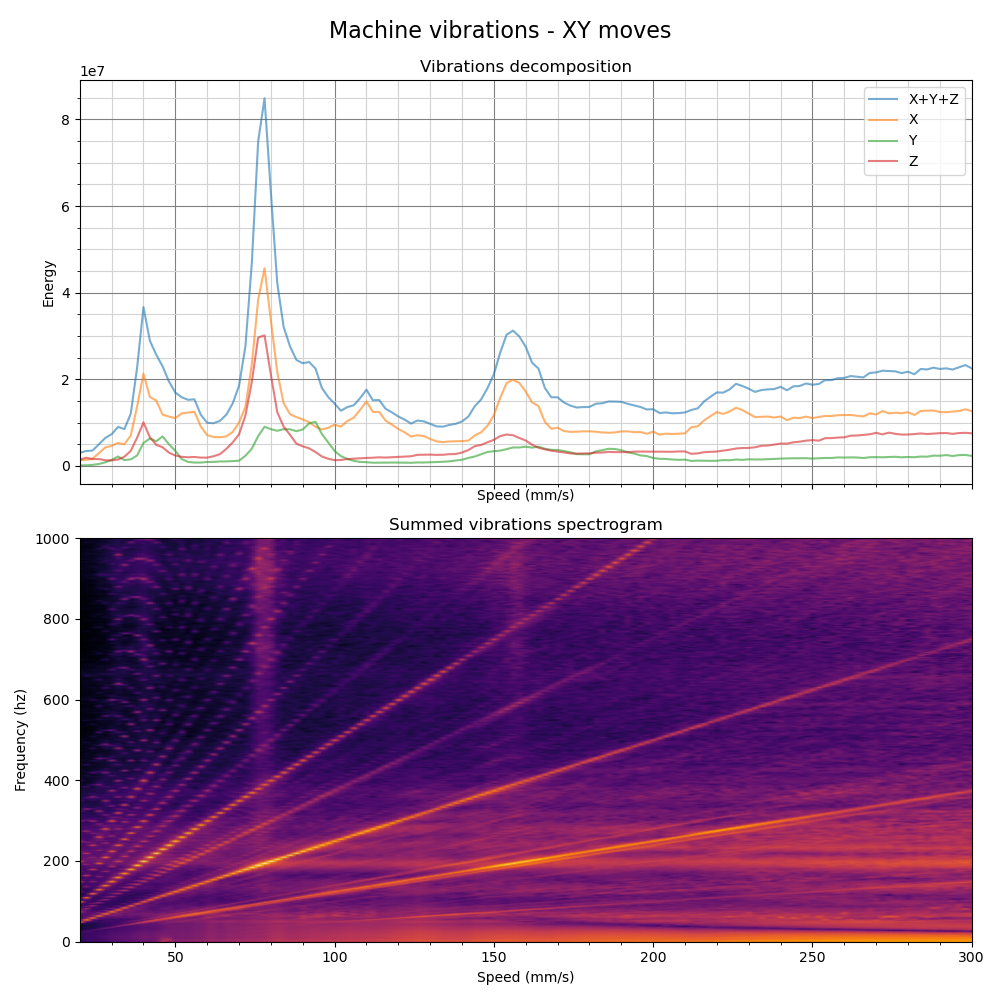 Machine vibrations - XY moves
Vibrations decomposition
1e7
X+Y+Z
X
Y
Z
8
6
4
2
0
Energy
Speed (mm/s)
Summed vibrations spectrogram
1000
800
600
400
200
0
Frequency (hz)
50 100 150 200 250 300
Speed (mm/s)